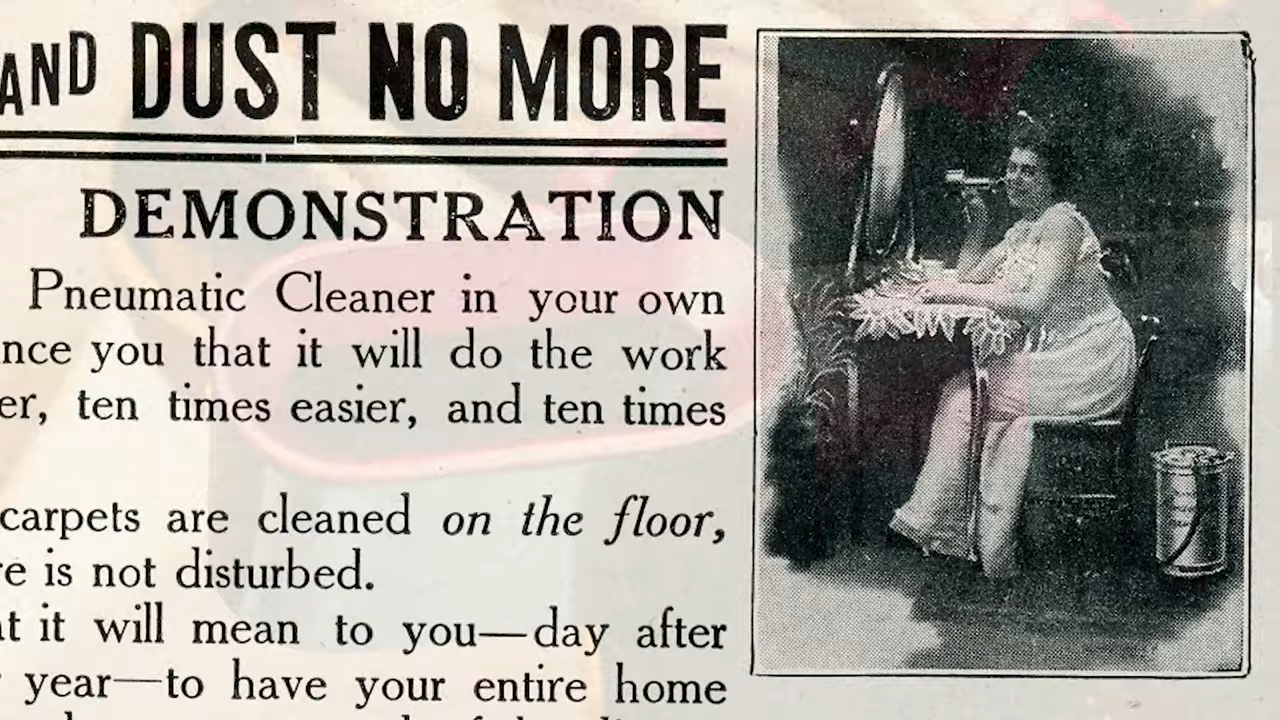 AND DUST NO MORE
DEMONSTRATION
Pneumatic Cleaner in your own
you that it will do the work
ten times easier, and ten times
carpets are cleaned on the floor,
is not disturbed.
it will mean to you—day after
year—to have your entire home